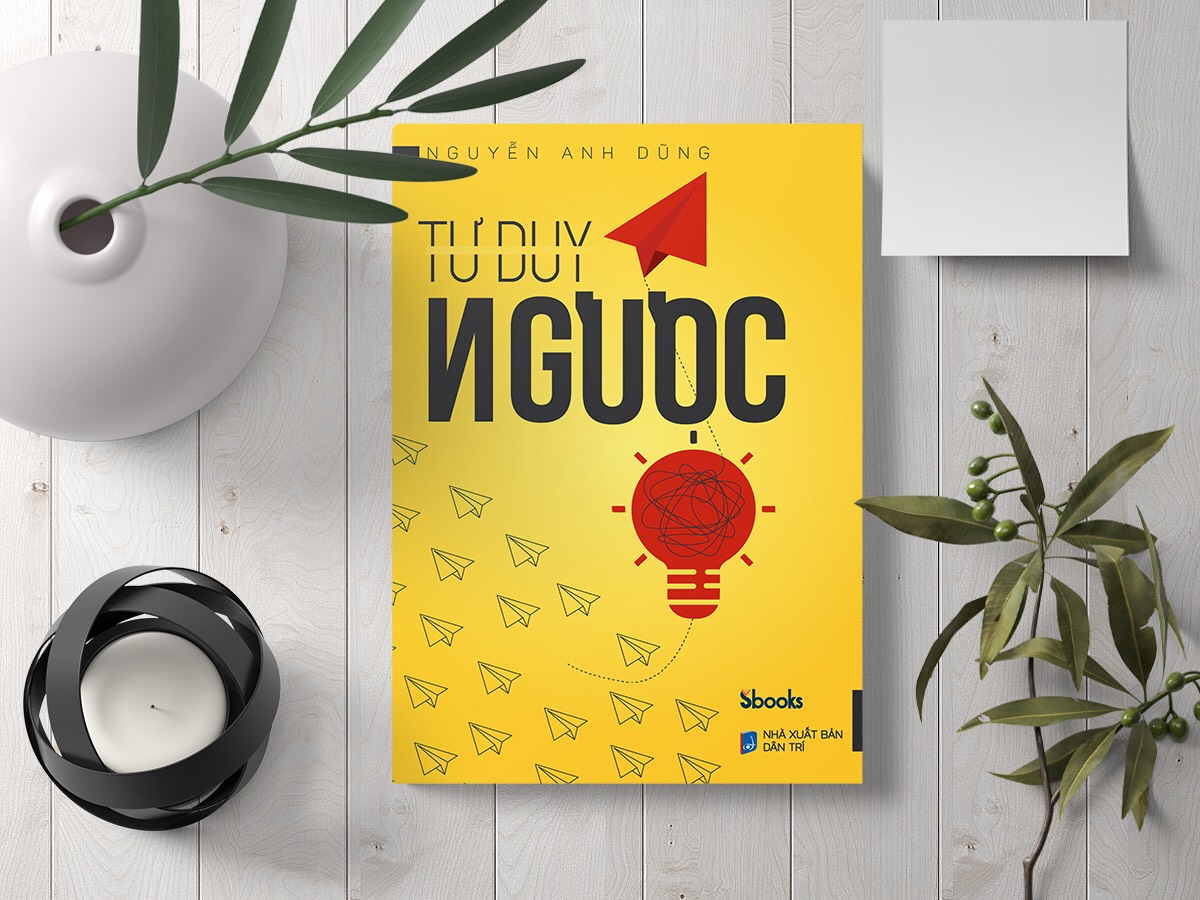 NGUYỄN ANH DŨNG
TƯ DUY
NGƯỢC
Sbooks
NHÀ XUẤT BẢN
DÂN TRÍ